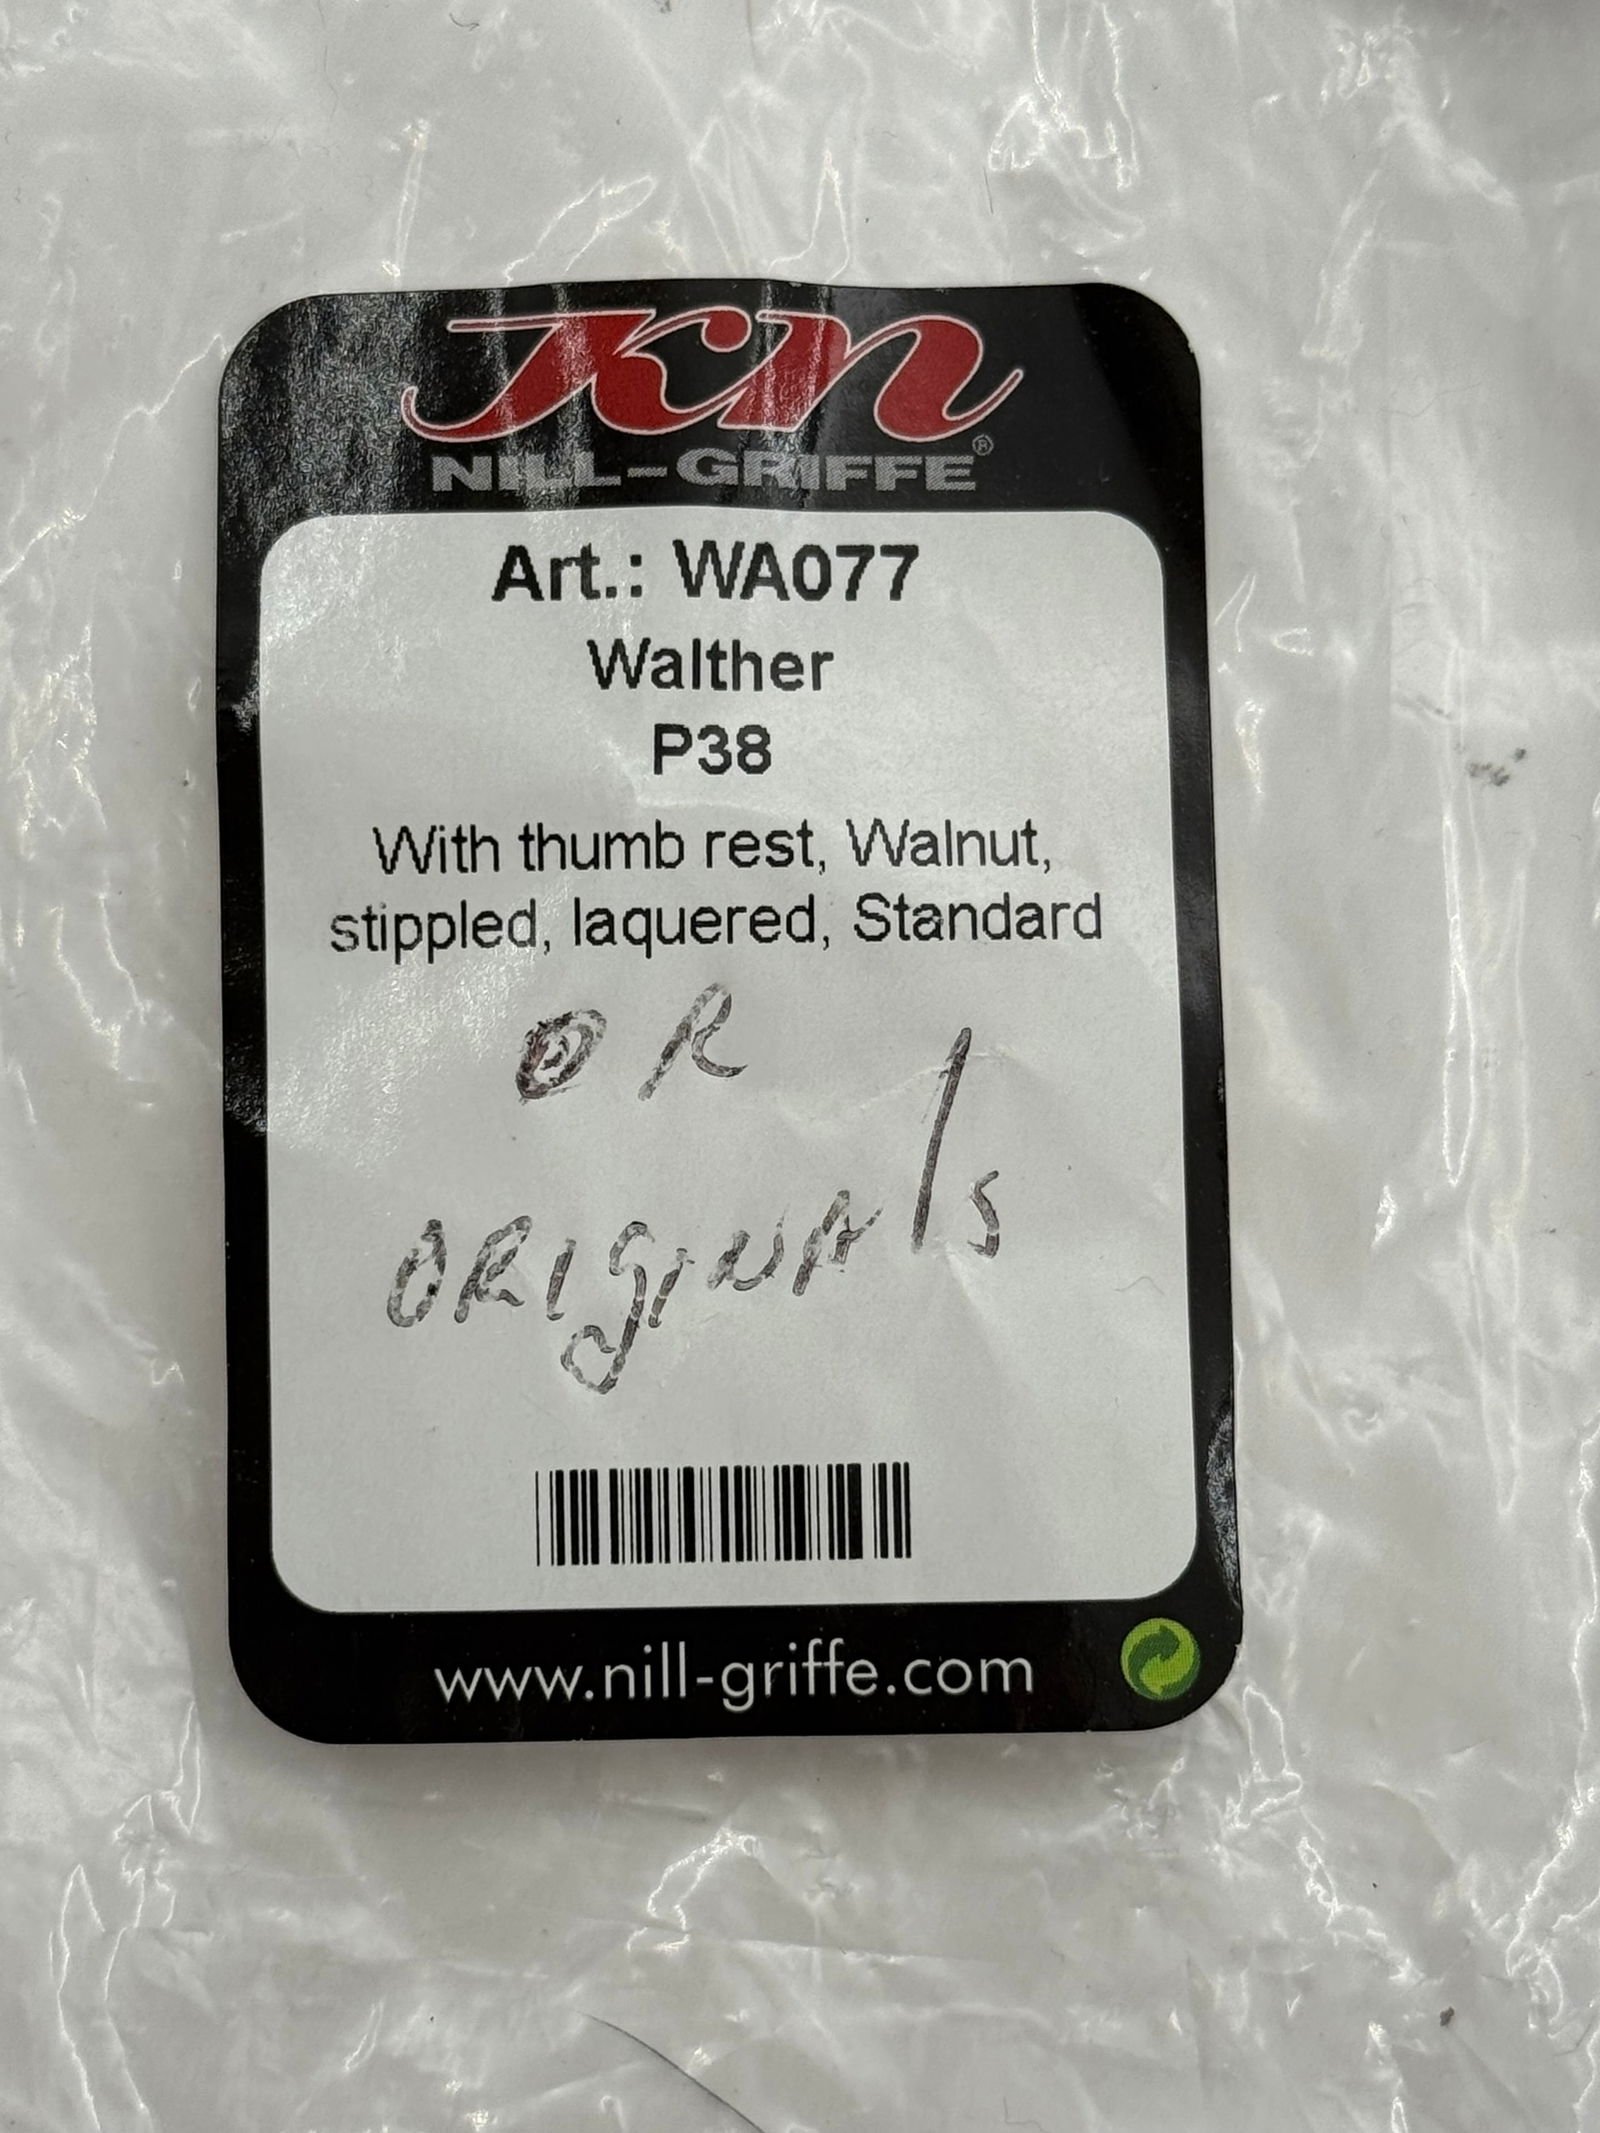 KN
NILL-GRIFFE®
Art.: WA077
Walther
P38
With thumb rest, Walnut,
stippled, laquered, Standard
OR
ORIgINAls
www.nill-griffe.com